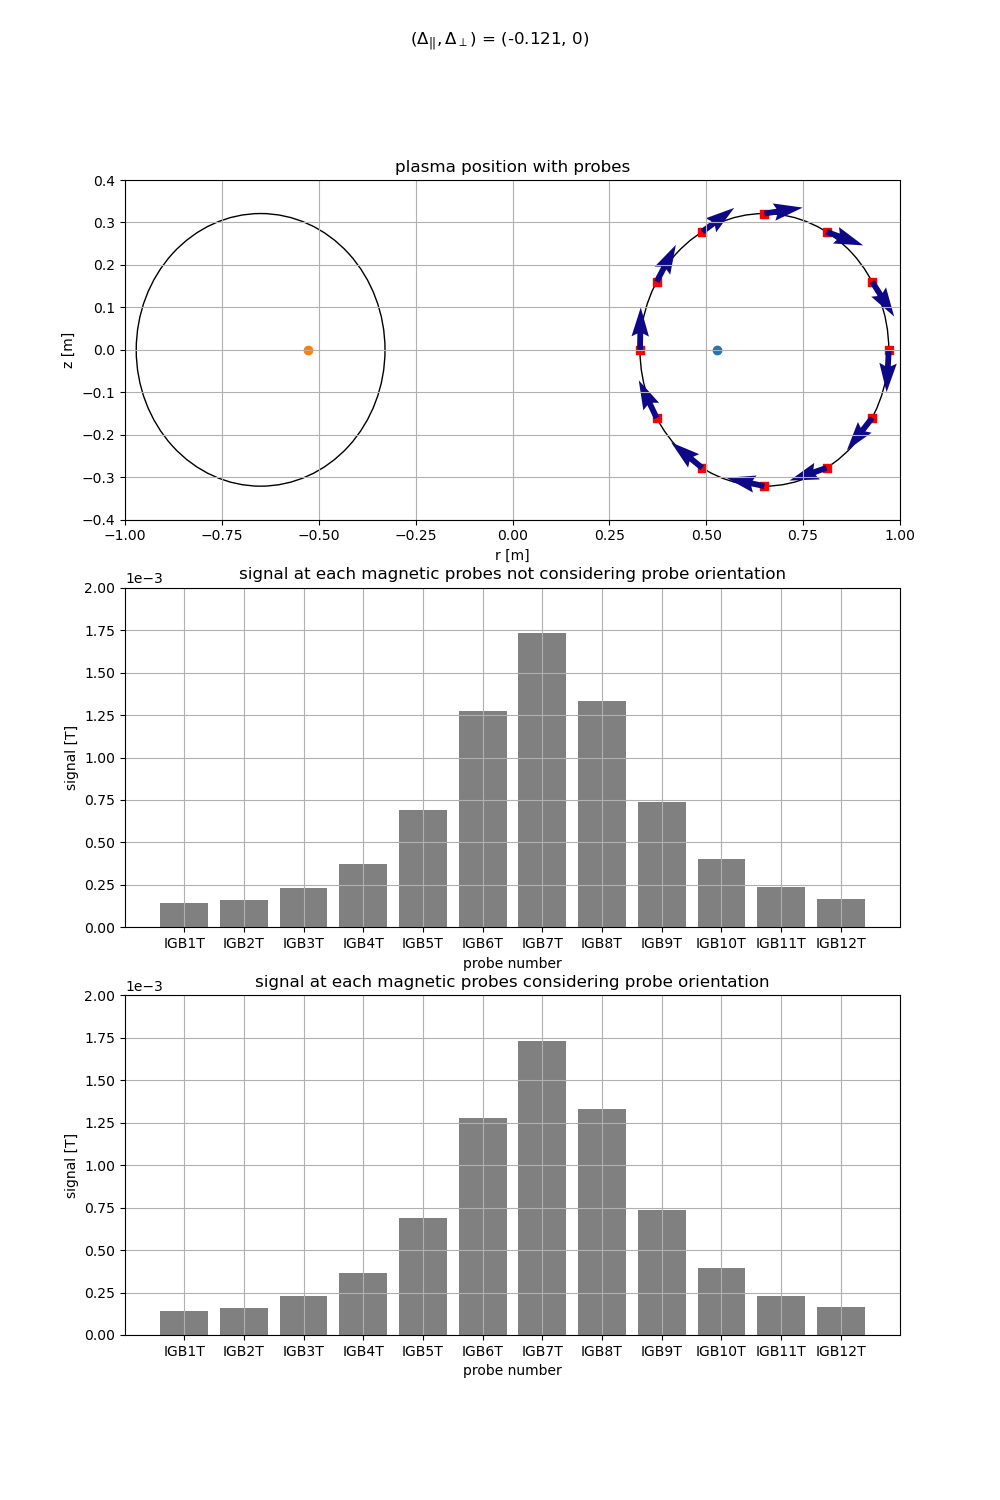 (Δ∥, Δ⊥) = (-0.121, 0)
plasma position with probes
0.4
0.3
0.2
0.1
0.0
−0.1
−0.2
−0.3
−0.4
z [m]
−1.00 −0.75 −0.50 −0.25 0.00 0.25 0.50 0.75 1.00
r [m]
signal at each magnetic probes not considering probe orientation
1e−3
2.00
1.75
1.50
1.25
1.00
0.75
0.50
0.25
0.00
signal [T]
IGB1T IGB2T IGB3T IGB4T IGB5T IGB6T IGB7T IGB8T IGB9T IGB10T IGB11T IGB12T
probe number
signal at each magnetic probes considering probe orientation
1e−3
2.00
1.75
1.50
1.25
1.00
0.75
0.50
0.25
0.00
signal [T]
IGB1T IGB2T IGB3T IGB4T IGB5T IGB6T IGB7T IGB8T IGB9T IGB10T IGB11T IGB12T
probe number